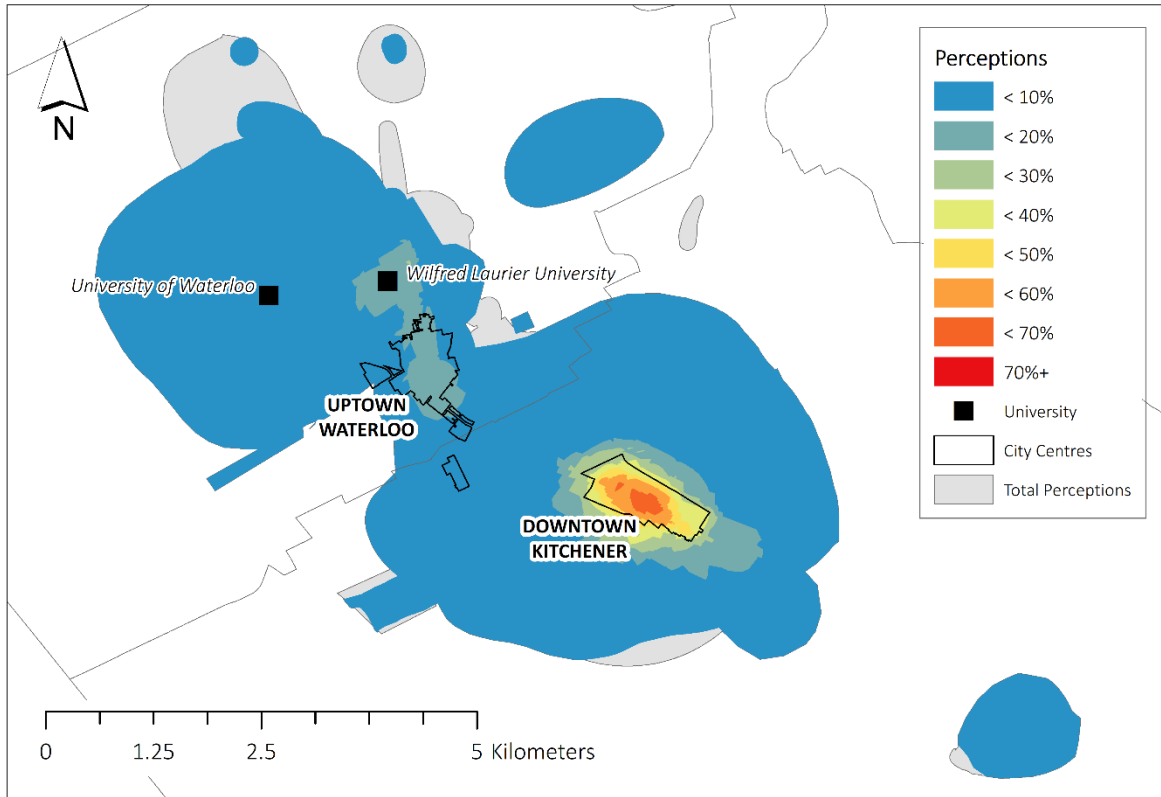 N
University of Waterloo
Wilfred Laurier University
UPTOWN
WATERLOO
DOWNTOWN
KITCHENER
0 1.25 2.5 5 Kilometers
Perceptions
< 10%
< 20%
< 30%
< 40%
< 50%
< 60%
< 70%
70%+
University
City Centres
Total Perceptions